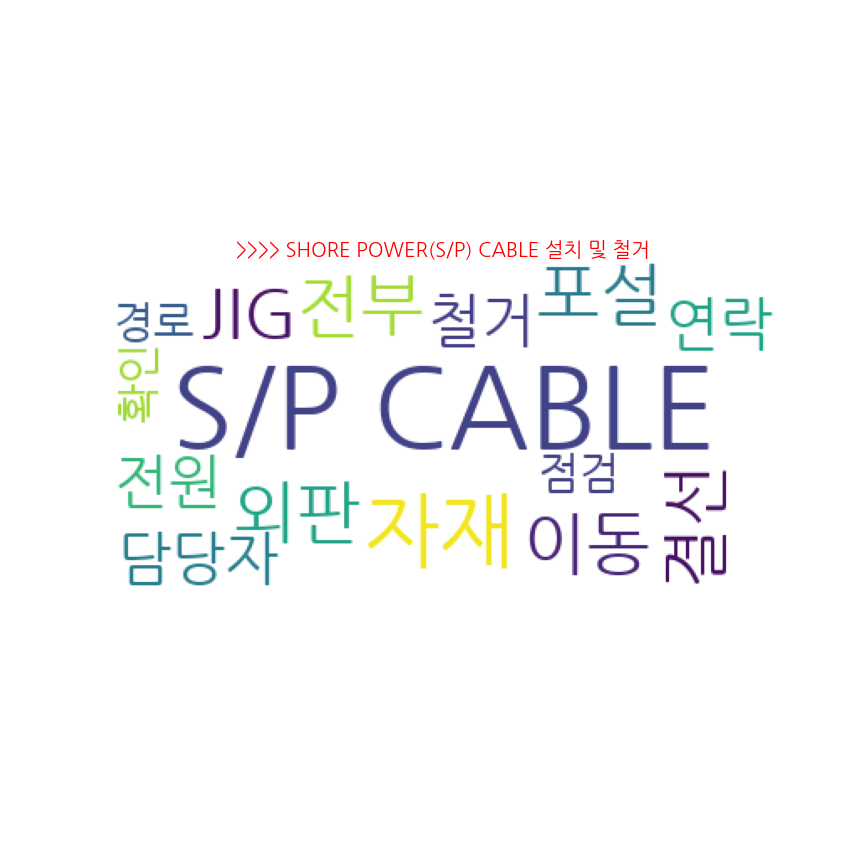 >>>> SHORE POWER(S/P) CABLE 설치 및 철거
경로 JIG 전부 철거 포설 연락
확인
S/P CABLE
전원 외판 자재 점검 결선
담당자 이동